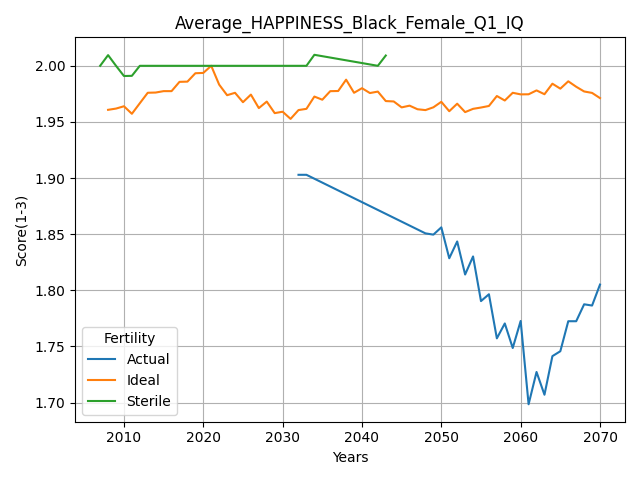 Average_HAPPINESS_Black_Female_Q1_IQ
Score(1-3)
2.00
1.95
1.90
1.85
1.80
1.75
1.70
Fertility
Actual
Ideal
Sterile
2010 2020 2030 2040 2050 2060 2070
Years